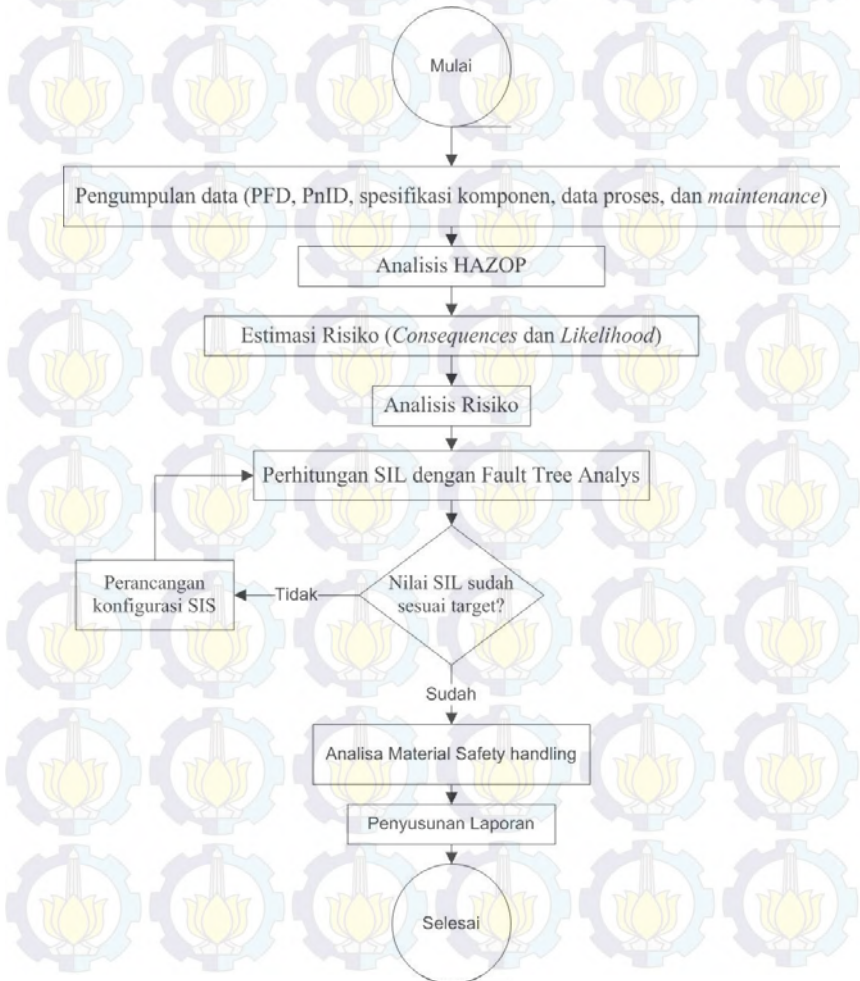 Mulai
Pengumpulan data (PFD, PnID, spesifikasi komponen, data proses, dan maintenance)
Analisis HAZOP
Estimasi Risiko (Consequences dan Likelihood)
Analisis Risiko
Perhitungan SIL dengan Fault Tree Analys
Perancangan
konfigurasi SIS
Tidak
Nilai SIL sudah
sesuai target?
Sudah
Analisa Material Safety handling
Penyusunan Laporan
Selesai